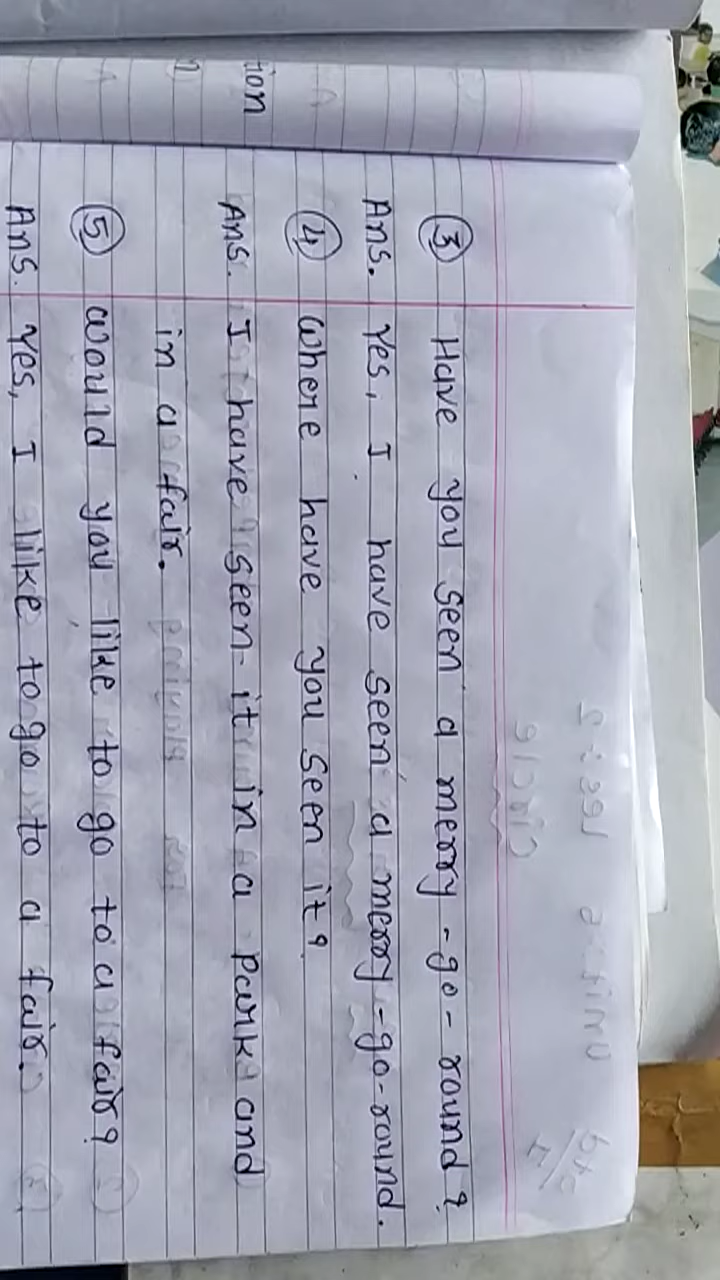 ③ Have you seen a merry-go-round?
Ans. Yes, I have seen a merry-go-round.
④ Where have you seen it?
Ans. I have seen it in a park and
in a fair.
⑤ Would you like to go to a fair?
Ans. Yes, I like to go to a fair.
tion